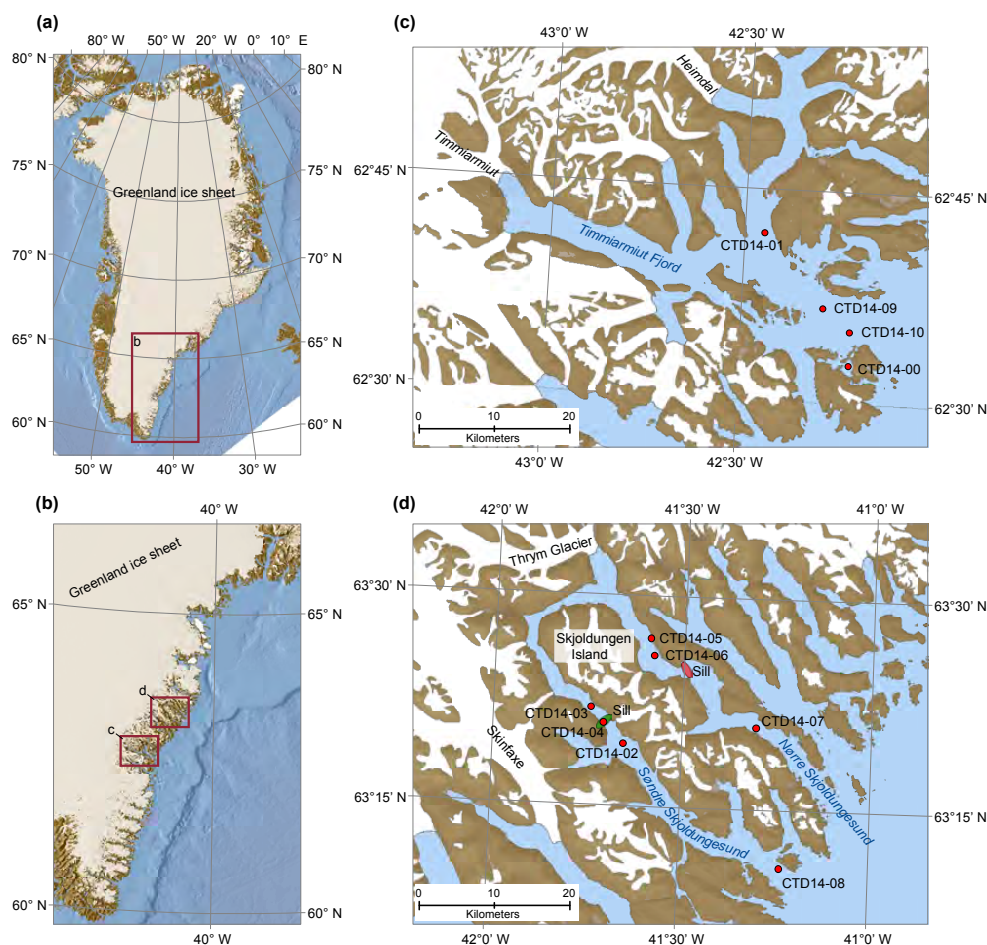 (a)
80° W
60° W
40° W
20° W
10° W
0°
10° E
80° N
80° N
75° N
75° N
Greenland ice sheet
70° N
70° N
65° N
65° N
b
60° N
60° N
50° W
40° W
30° W
(b)
40° W
Greenland ice sheet
65° N
65° N
d
c
60° N
60° N
40° W
(c)
43° 0' W
42° 30' W
Heimdal
Timmiarmiut
62° 45' N
62° 45' N
CTD14-01
Timmiarmiut Fjord
CTD14-09
CTD14-10
CTD14-00
62° 30' N
62° 30' N
0 10 20
Kilometers
43° 0' W
42° 30' W
(d)
42° 0' W
41° 30' W
41° 0' W
Thrym Glacier
63° 30' N
63° 30' N
Skjoldungen
Island
CTD14-05
CTD14-06
Sill
CTD14-03
Sill
CTD14-04
CTD14-07
CTD14-02
Skinfaxe
Nørre Skjoldungesund
Søndre Skjoldungesund
63° 15' N
63° 15' N
CTD14-08
0 10 20
Kilometers
42° 0' W
41° 30' W
41° 0' W